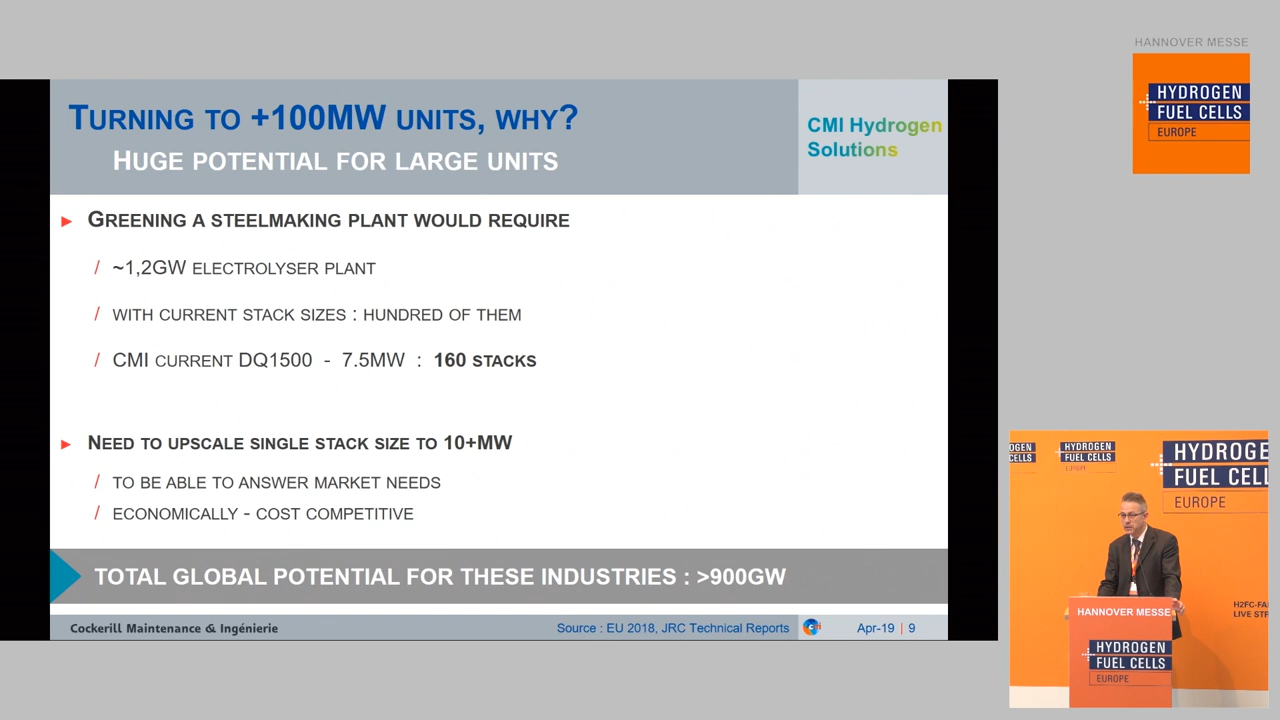 HANNOVER MESSE
HYDROGEN
FUEL CELLS
EUROPE
TURNING TO +100MW UNITS, WHY?
HUGE POTENTIAL FOR LARGE UNITS
CMI Hydrogen
Solutions
► GREENING A STEELMAKING PLANT WOULD REQUIRE
/ ~1,2GW ELECTROLYSER PLANT
/ WITH CURRENT STACK SIZES : HUNDRED OF THEM
/ CMI CURRENT DQ1500 - 7.5MW : 160 STACKS
► NEED TO UPSCALE SINGLE STACK SIZE TO 10+MW
/ TO BE ABLE TO ANSWER MARKET NEEDS
/ ECONOMICALLY - COST COMPETITIVE
TOTAL GLOBAL POTENTIAL FOR THESE INDUSTRIES : >900GW
Cockerill Maintenance & Ingénierie
Source : EU 2018, JRC Technical Reports
Apr-19 | 9
HYDROGEN
FUEL CELLS
EUROPE
HYDROGE
FUEL CELL
EUROPE
H2FC-FA
LIVE STR
HANNOVER MESSE
HYDROGEN
FUEL CELLS
EUROPE